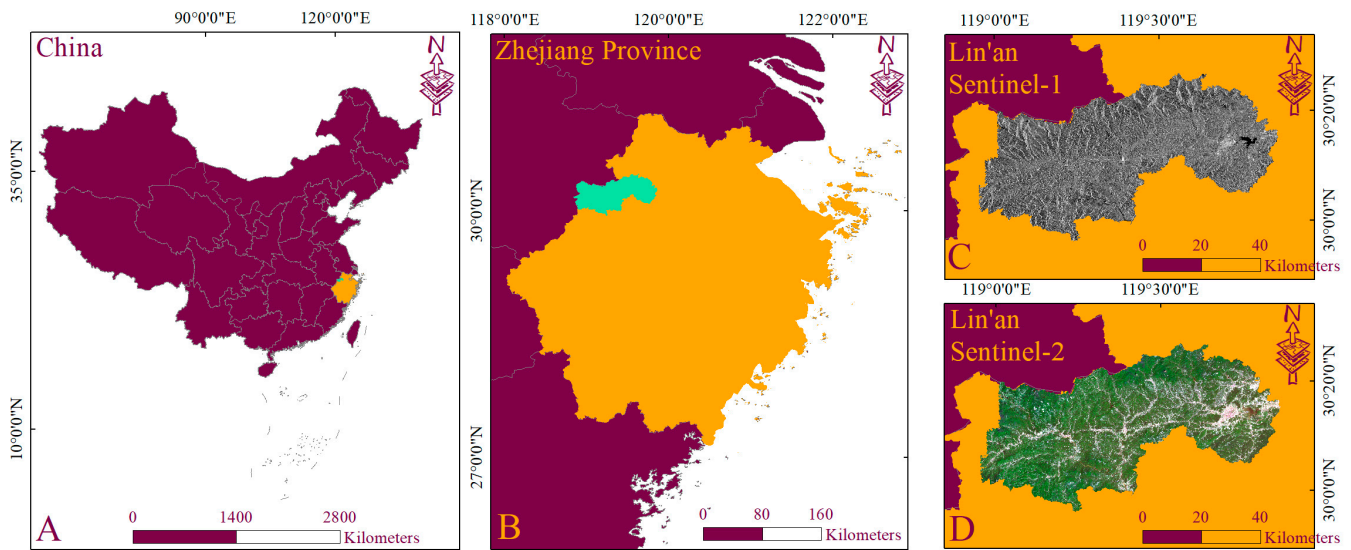 90°0'0"E 120°0'0"E
China
N
35°0'0"N
10°0'0"N
A
0 1400 2800
Kilometers
118°0'0"E 120°0'0"E 122°0'0"E
Zhejiang Province
N
30°0'0"N
27°0'0"N
B
0 80 160
Kilometers
119°0'0"E 119°30'0"E
Lin'an
Sentinel-1
N
30°20'0"N
30°0'0"N
C
0 20 40
Kilometers
119°0'0"E 119°30'0"E
Lin'an
Sentinel-2
N
30°20'0"N
30°0'0"N
D
0 20 40
Kilometers